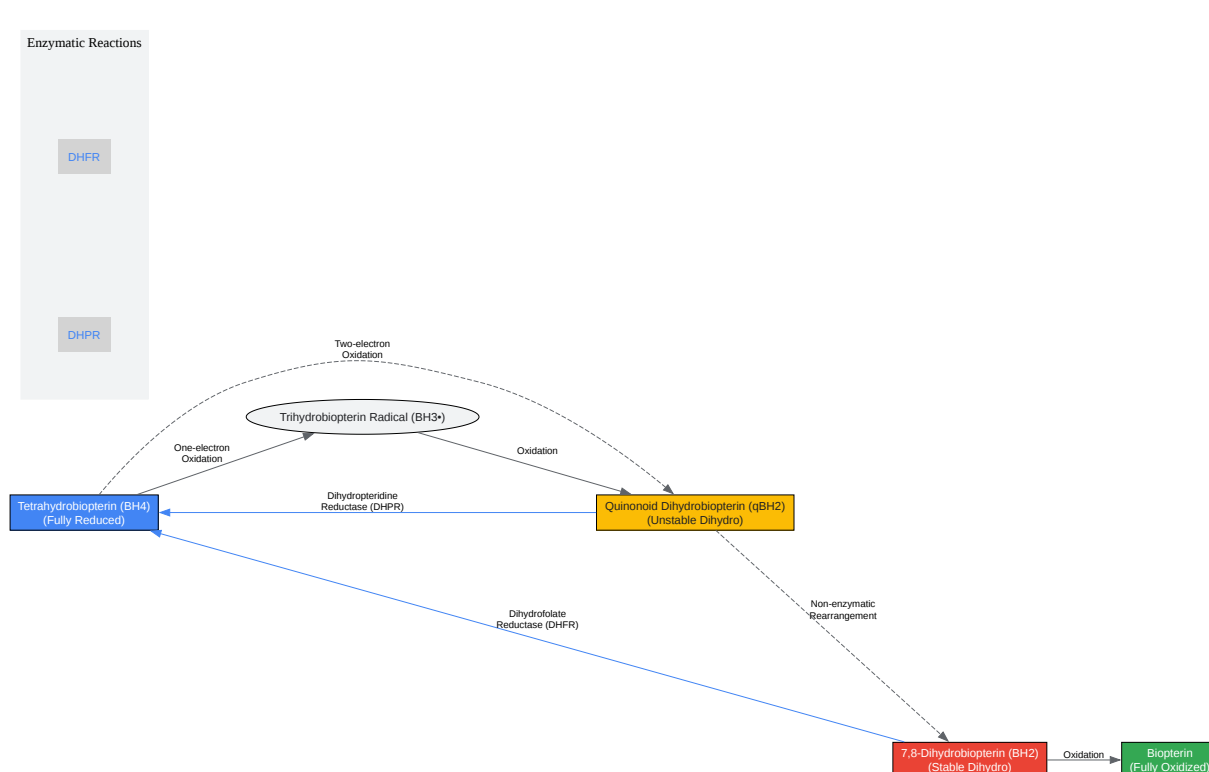 Enzymatic Reactions
DHFR
DHPR
Two-electron
Oxidation
Trihydrobiopterin Radical (BH3•)
One-electron
Oxidation
Oxidation
Tetrahydrobiopterin (BH4)
(Fully Reduced)
Dihydropteridine
Reductase (DHPR)
Quinonoid Dihydrobiopterin (qBH2)
(Unstable Dihydro)
Non-enzymatic
Rearrangement
Dihydrofolate
Reductase (DHFR)
7,8-Dihydrobiopterin (BH2)
(Stable Dihydro)
Oxidation
Biopterin
(Fully Oxidized)